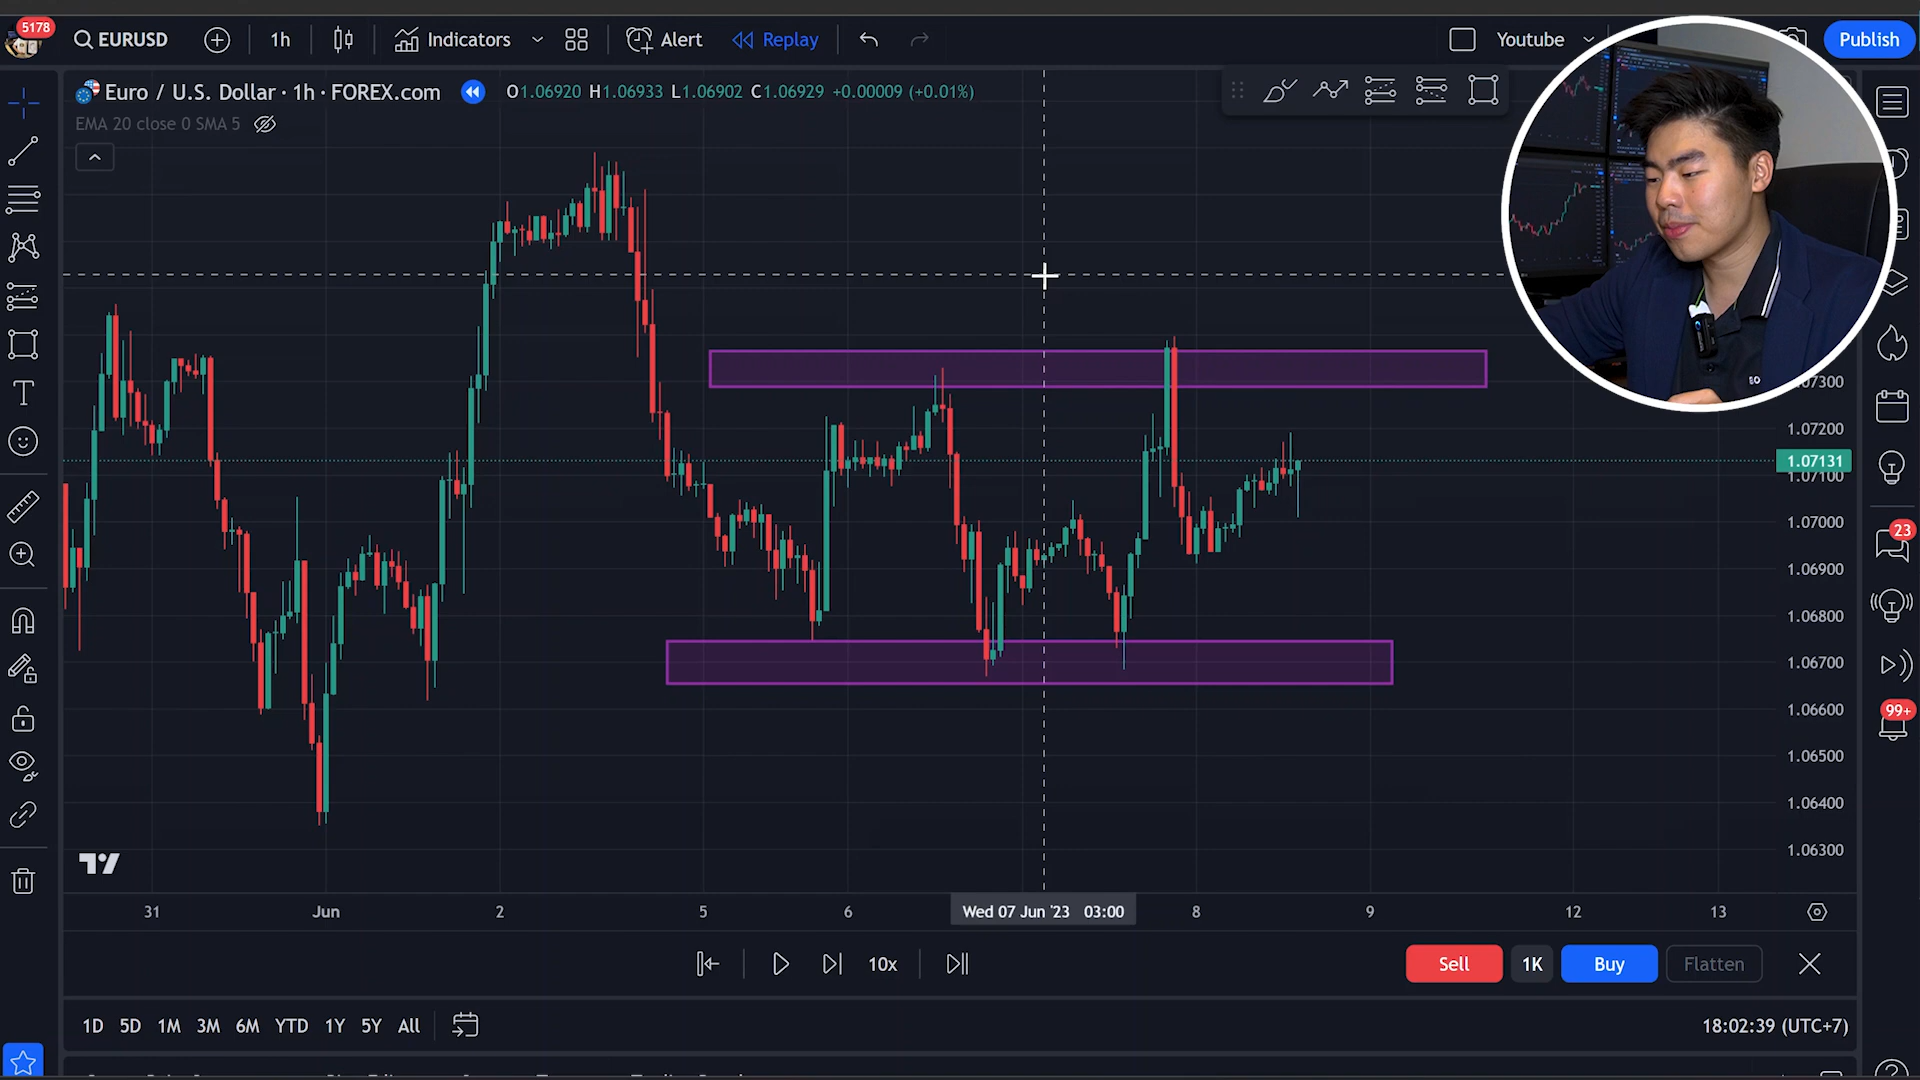 5178
EURUSD
1h
Indicators
Alert
Replay
Youtube
Publish
Euro / U.S. Dollar · 1h · FOREX.com
O1.06920 H1.06933 L1.06902 C1.06929 +0.00009 (+0.01%)
EMA 20 close 0 SMA 5
1.07300
1.07200
1.07131
1.07100
1.07000
1.06900
1.06800
1.06700
1.06600
1.06500
1.06400
1.06300
23
99+
31
Jun
2
5
6
Wed 07 Jun '23 03:00
8
9
12
13
10x
Sell
1K
Buy
Flatten
1D 5D 1M 3M 6M YTD 1Y 5Y All
18:02:39 (UTC+7)